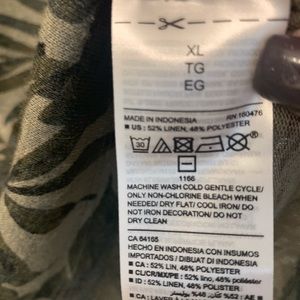 XL
TG
EG
MADE IN INDONESIA RN 160476
■ US : 52% LINEN, 48% POLYESTER
30
1166
MACHINE WASH COLD GENTLE CYCLE/
ONLY NON-CHLORINE BLEACH WHEN
NEEDED/ DRY FLAT/ COOL IRON/ DO
NOT IRON DECORATION/ DO NOT
DRY CLEAN
CA 64165
HECHO EN INDONESIA CON INSUMOS
IMPORTADOS / DIBUAT DI INDONESIA
■ CA : 52% LIN, 48% POLYESTER
■ CL/CR/MX/PE : 52% lino, 48% poliéster
■ ID : 52% LINEN, 48% POLISTER